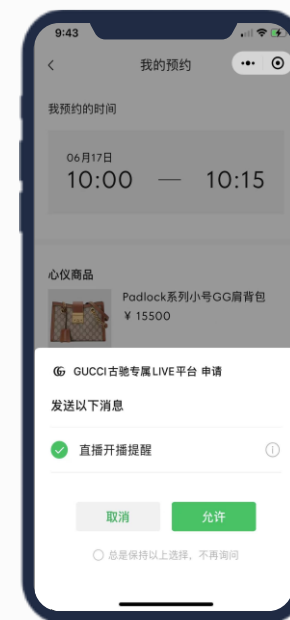 9:43
我的预约
我预约的时间
06月17日
10:00 — 10:15
心仪商品
Padlock系列小号GG肩背包
¥ 15500
GUCCI古驰专属LIVE平台 申请
发送以下消息
直播开播提醒
取消 允许
总是保持以上选择，不再询问